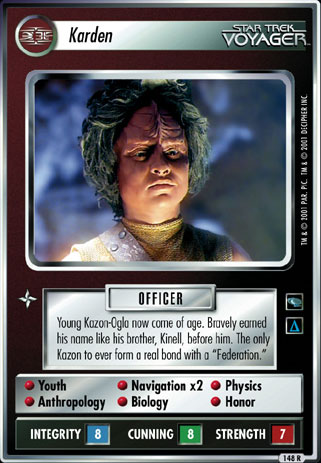 Karden
STAR TREK
VOYAGER
TM & © 2001 PAR. P.C. TM & © 2001 DECIPHER INC.
OFFICER
Young Kazon-Ogla now come of age. Bravely earned
his name like his brother, Kinell, before him. The only
Kazon to ever form a real bond with a “Federation.”
Youth Navigation x2 Physics
Anthropology Biology Honor
INTEGRITY 8 CUNNING 8 STRENGTH 7
148 R